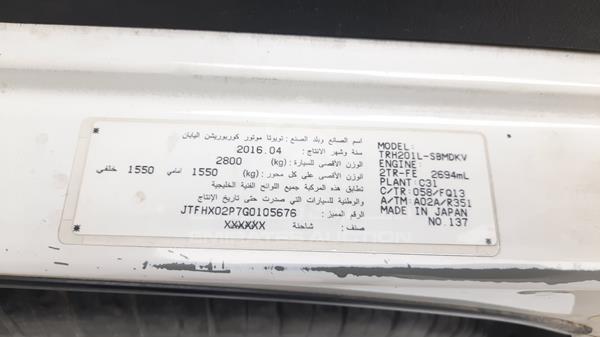 اسم الصانع وبلد الصنع : تويوتا موتور كوربوريشن اليابان
سنة وشهر الانتاج : 2016.04
الوزن الأقصى للسيارة : (kg) 2800
الوزن الأقصى على كل محور : (kg) 1550 امامي 1550 خلفي
تطابق هذه المركبة جميع اللوائح الفنية الخليجية
والوطنية للسيارات التي صدرت حتى تاريخ الإنتاج
الرقم المميز : JTFHX02P7G0105676
صنف : شاحنة XXXXXX
MODEL:
TRH201L-SBMDKV
ENGINE:
2TR-FE 2694mL
PLANT: C31
C/TR: 058/FQ13
A/TM: A02A/R351
MADE IN JAPAN
NO.137